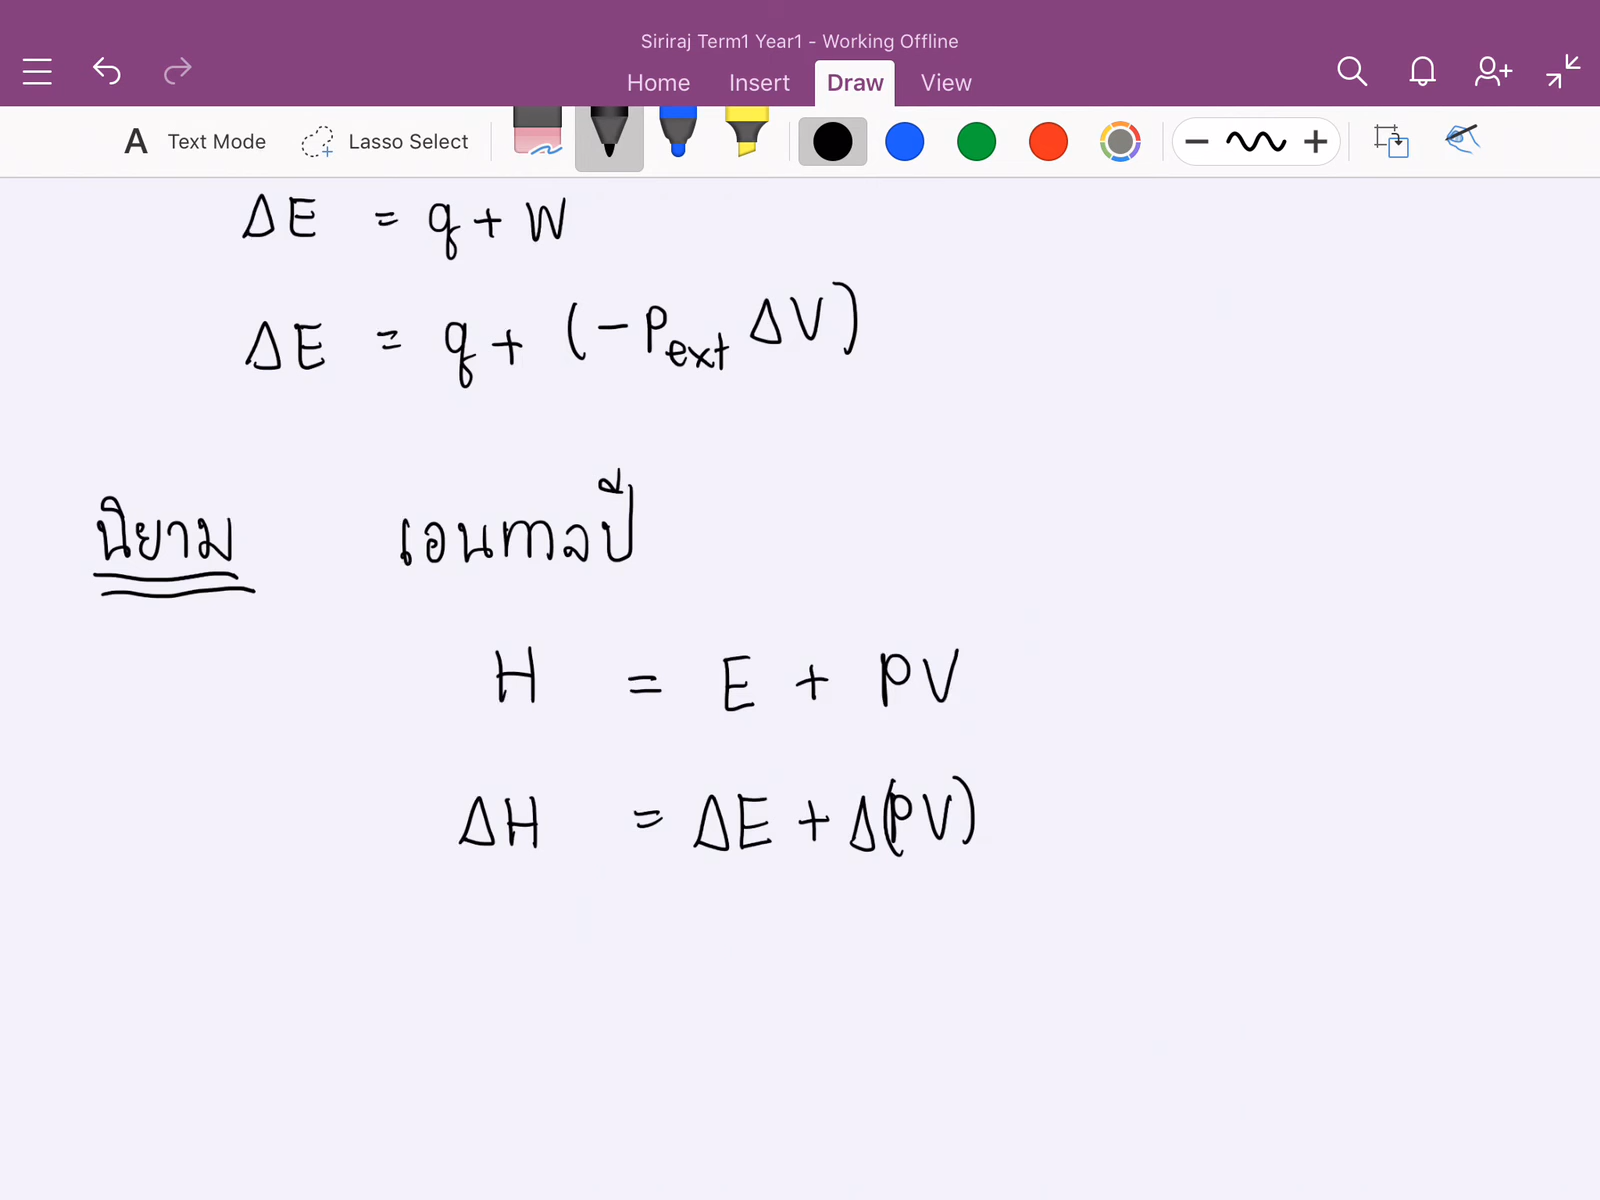 Siriraj Term1 Year1 - Working Offline
Home Insert Draw View
A Text Mode Lasso Select
ΔE = q + W
ΔE = q + (-Pext ΔV)
นิยาม เอนทาลปี
H = E + PV
ΔH = ΔE + Δ(PV)